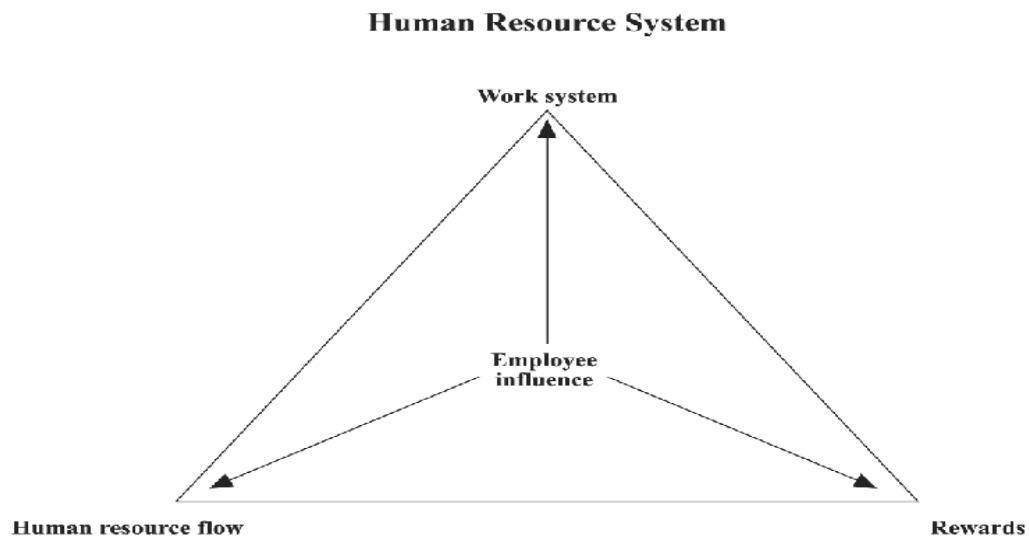 Human Resource System
Work system
Employee
influence
Human resource flow
Rewards